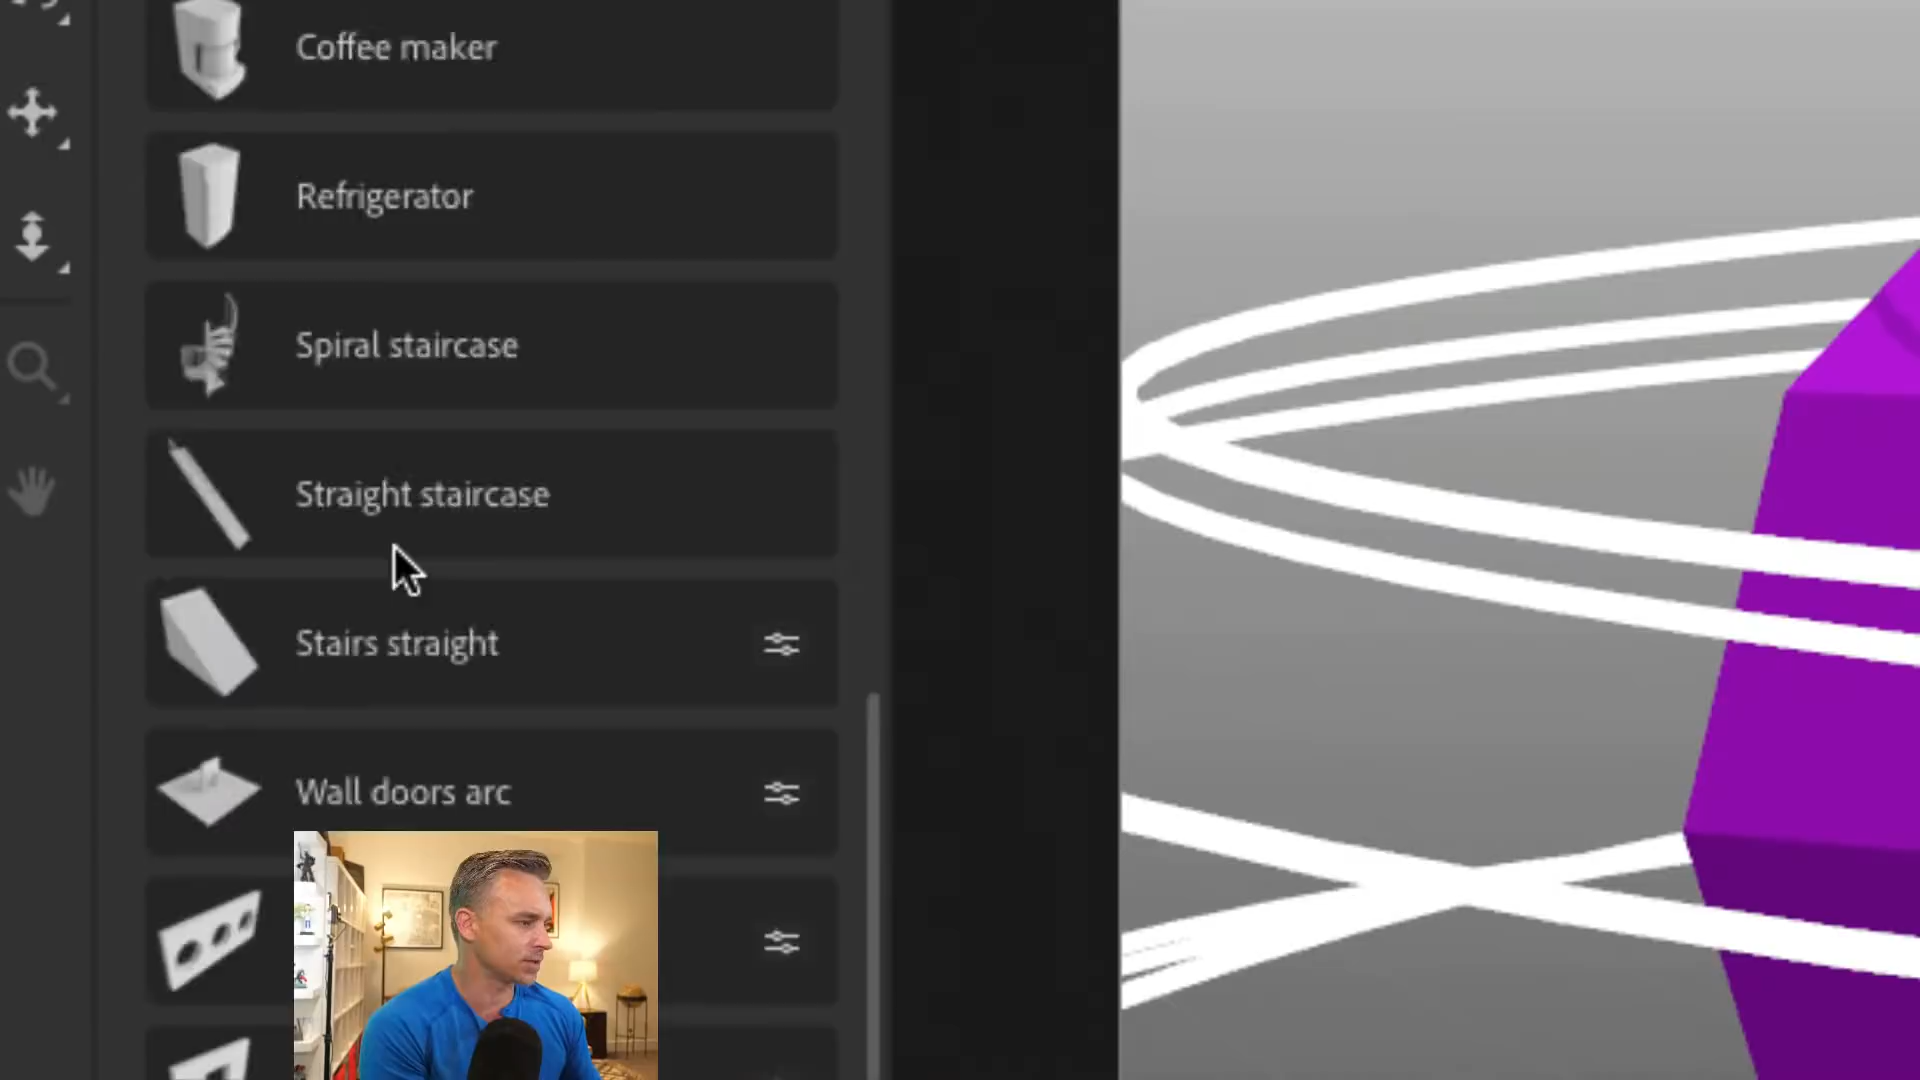 Coffee maker
Refrigerator
Spiral staircase
Straight staircase
Stairs straight
Wall doors arc